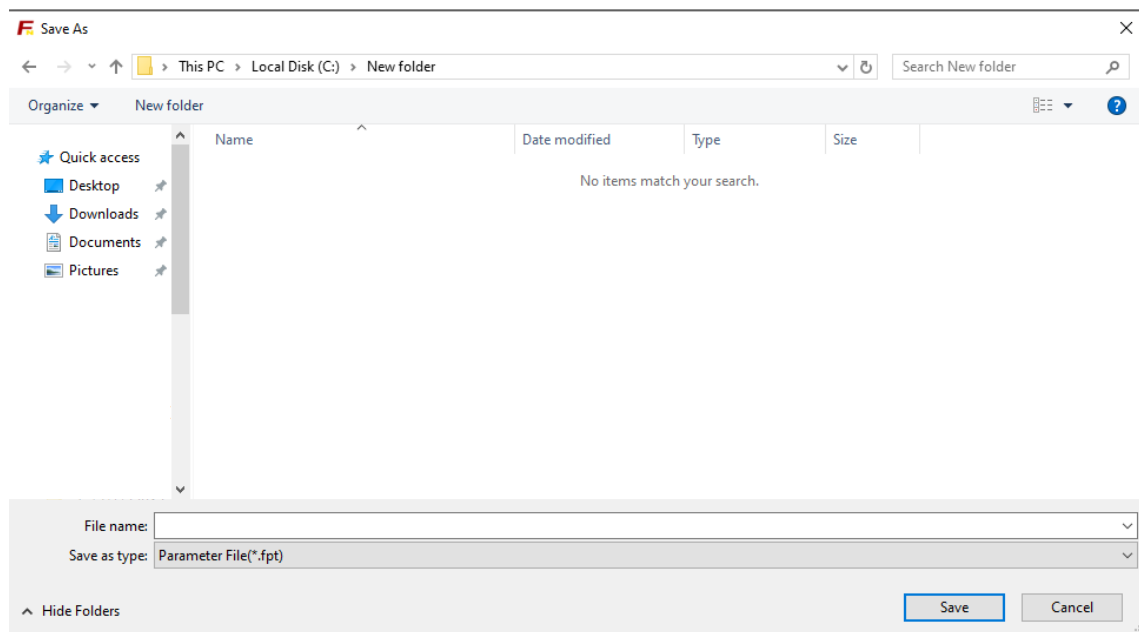 Save As
This PC > Local Disk (C:) > New folder
Search New folder
Organize
New folder
Name
Date modified
Type
Size
Quick access
Desktop
Downloads
Documents
Pictures
No items match your search.
File name:
Save as type: Parameter File(*.fpt)
Hide Folders
Save
Cancel